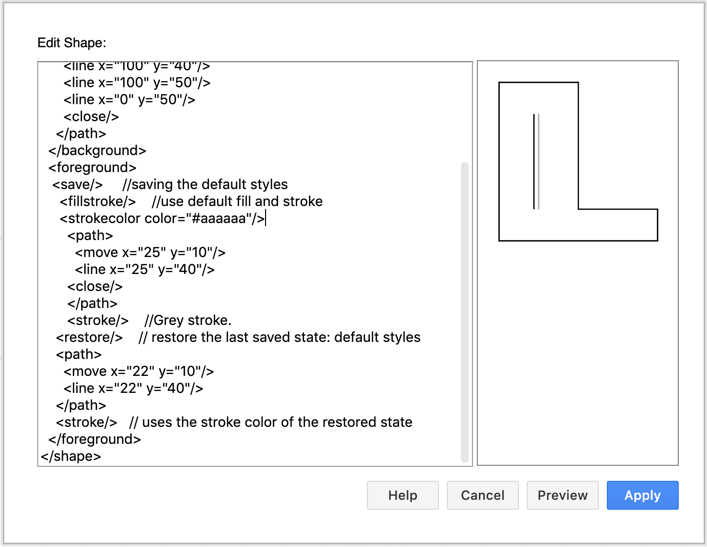 Edit Shape:
<line x="100" y="40"/>
<line x="100" y="50"/>
<line x="0" y="50"/>
<close/>
</path>
</background>
<foreground>
<save/>     //saving the default styles
<fillstroke/>    //use default fill and stroke
<strokecolor color="#aaaaaa"/>
<path>
<move x="25" y="10"/>
<line x="25" y="40"/>
<close/>
</path>
<stroke/>    //Grey stroke.
<restore/>    // restore the last saved state: default styles
<path>
<move x="22" y="10"/>
<line x="22" y="40"/>
</path>
<stroke/>   // uses the stroke color of the restored state
</foreground>
</shape>
Help
Cancel
Preview
Apply